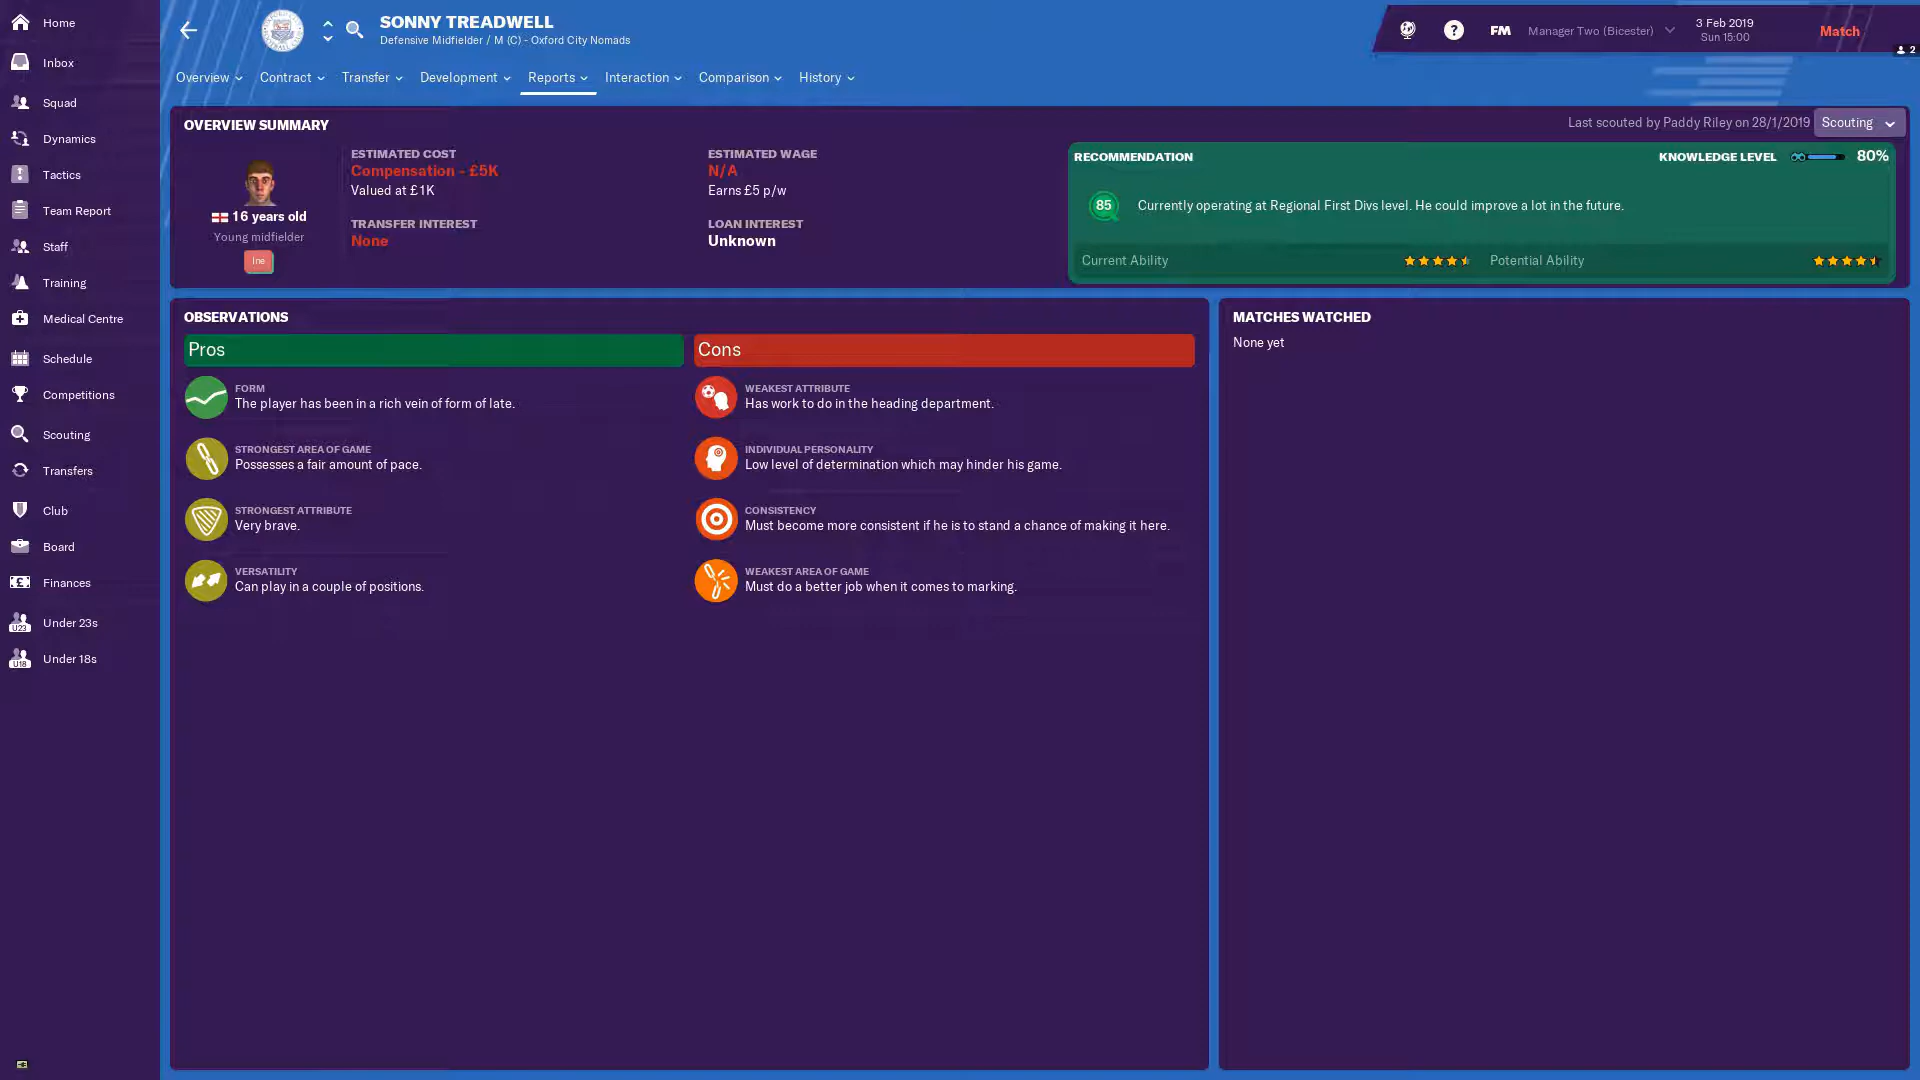 Home
Inbox
Squad
Dynamics
Tactics
Team Report
Staff
Training
Medical Centre
Schedule
Competitions
Scouting
Transfers
Club
Board
Finances
U23
Under 23s
U18
Under 18s
SONNY TREADWELL
Defensive Midfielder / M (C) - Oxford City Nomads
?
FM
Manager Two (Bicester)
3 Feb 2019
Sun 15:00
Match
2
Overview
Contract
Transfer
Development
Reports
Interaction
Comparison
History
OVERVIEW SUMMARY
Last scouted by Paddy Riley on 28/1/2019
Scouting
16 years old
Young midfielder
Ine
ESTIMATED COST
Compensation - £5K
Valued at £1K
TRANSFER INTEREST
None
ESTIMATED WAGE
N/A
Earns £5 p/w
LOAN INTEREST
Unknown
RECOMMENDATION
KNOWLEDGE LEVEL
80%
85
Currently operating at Regional First Divs level. He could improve a lot in the future.
Current Ability
Potential Ability
OBSERVATIONS
Pros
FORM
The player has been in a rich vein of form of late.
STRONGEST AREA OF GAME
Possesses a fair amount of pace.
STRONGEST ATTRIBUTE
Very brave.
VERSATILITY
Can play in a couple of positions.
Cons
WEAKEST ATTRIBUTE
Has work to do in the heading department.
INDIVIDUAL PERSONALITY
Low level of determination which may hinder his game.
CONSISTENCY
Must become more consistent if he is to stand a chance of making it here.
WEAKEST AREA OF GAME
Must do a better job when it comes to marking.
MATCHES WATCHED
None yet